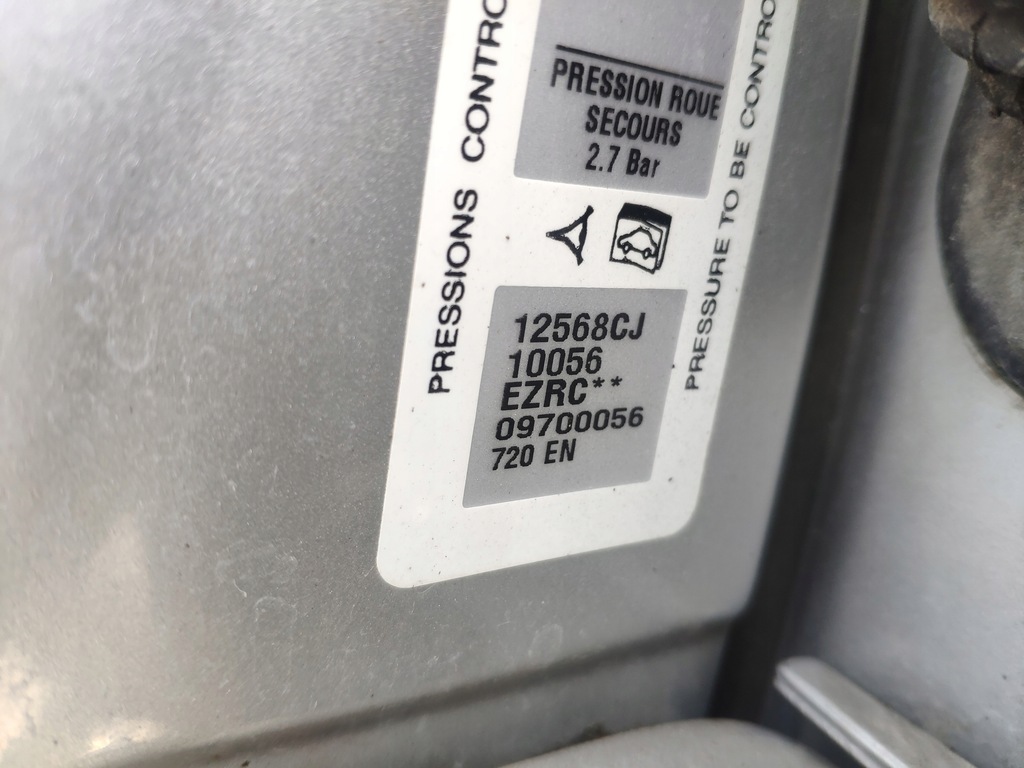 PRESSIONS CONTRO
PRESSION ROUE
SECOURS
2.7 Bar
PRESSURE TO BE CONTRO
12568CJ
10056
EZRC**
09700056
720 EN